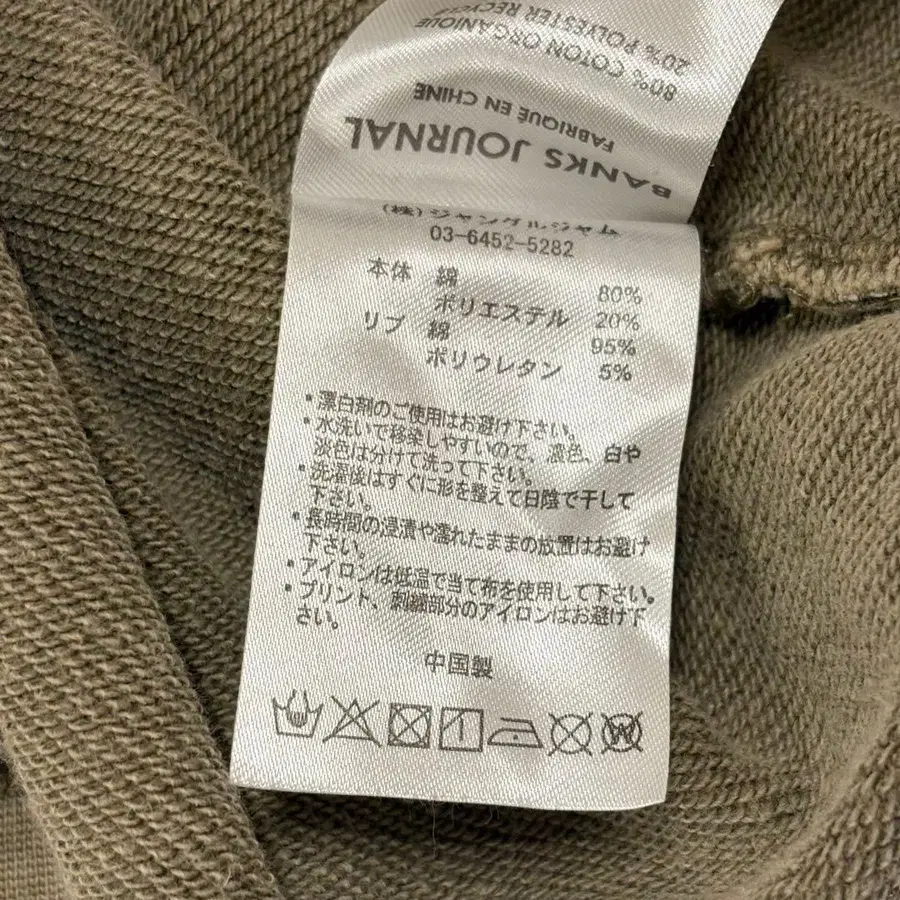 20% POLYESTER RECYCLÉ
80% COTON ORGANIQUE
FABRIQUÉ EN CHINE
BANKS JOURNAL
(株)ジャングルジャ
03-6452-5282
本体 綿 80%
ポリエステル 20%
リブ 綿 95%
ポリウレタン 5%
・漂白剤のご使用はお避け下さい。
・水洗いで移染しやすいので、濃色、白や
淡色は分けて洗って下さい。
・洗濯後はすぐに形を整えて日陰で干して
下さい。
・長時間の浸漬や濡れたままの放置はお避け
下さい。
・アイロンは低温で当て布を使用して下さい。
・プリント、刺繍部分のアイロンはお避け下
さい。
中国製
W